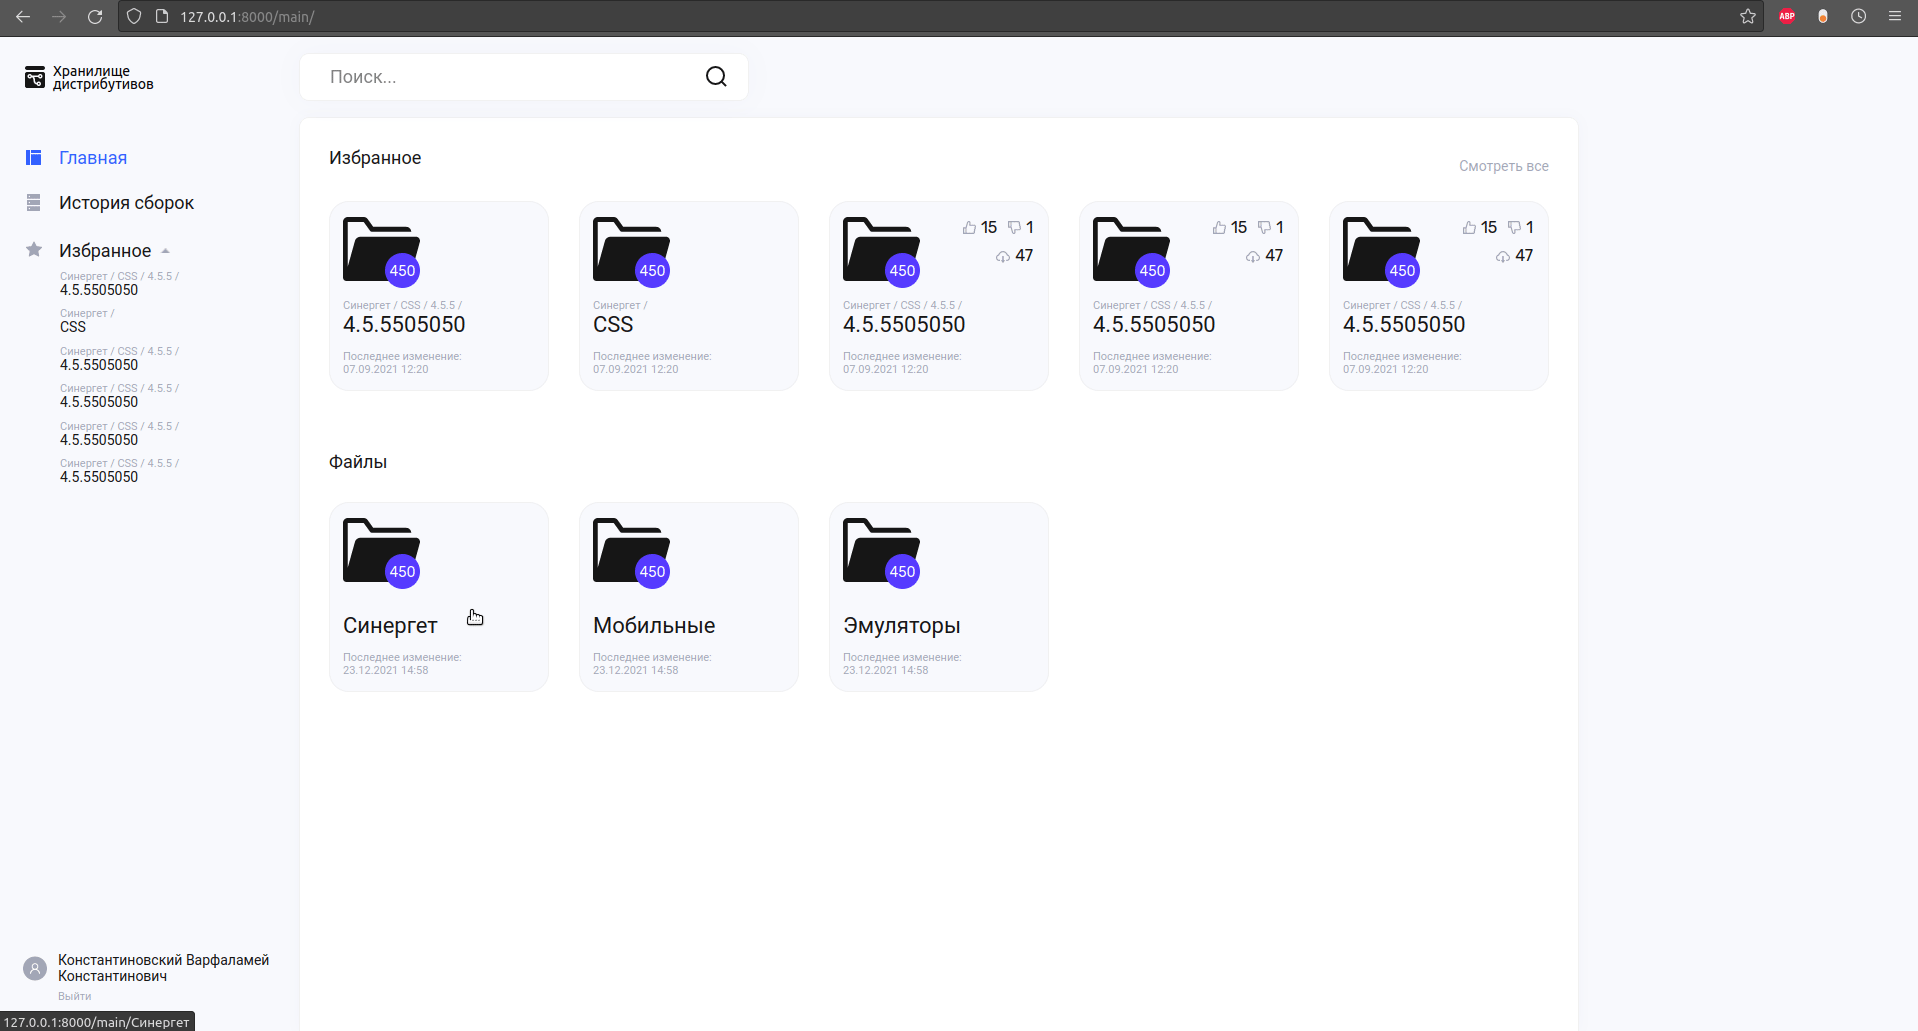 127.0.0.1:8000/main/
ABP
Хранилище
дистрибутивов
Поиск...
Главная
История сборок
Избранное
Синергет / CSS / 4.5.5 /
4.5.5505050
Синергет /
CSS
Синергет / CSS / 4.5.5 /
4.5.5505050
Синергет / CSS / 4.5.5 /
4.5.5505050
Синергет / CSS / 4.5.5 /
4.5.5505050
Синергет / CSS / 4.5.5 /
4.5.5505050
Избранное
Смотреть все
450
Синергет / CSS / 4.5.5 /
4.5.5505050
Последнее изменение:
07.09.2021 12:20
450
Синергет /
CSS
Последнее изменение:
07.09.2021 12:20
15 1
47
450
Синергет / CSS / 4.5.5 /
4.5.5505050
Последнее изменение:
07.09.2021 12:20
15 1
47
450
Синергет / CSS / 4.5.5 /
4.5.5505050
Последнее изменение:
07.09.2021 12:20
15 1
47
450
Синергет / CSS / 4.5.5 /
4.5.5505050
Последнее изменение:
07.09.2021 12:20
Файлы
450
Синергет
Последнее изменение:
23.12.2021 14:58
450
Мобильные
Последнее изменение:
23.12.2021 14:58
450
Эмуляторы
Последнее изменение:
23.12.2021 14:58
Константиновский Варфаламей
Константинович
Выйти
127.0.0.1:8000/main/Синергет